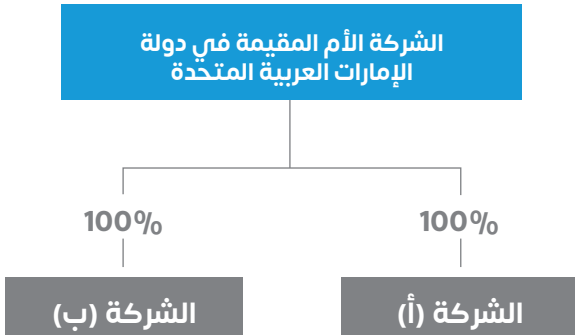 الشركة الأم المقيمة في دولة
الإمارات العربية المتحدة
100%
100%
الشركة (أ)
الشركة (ب)